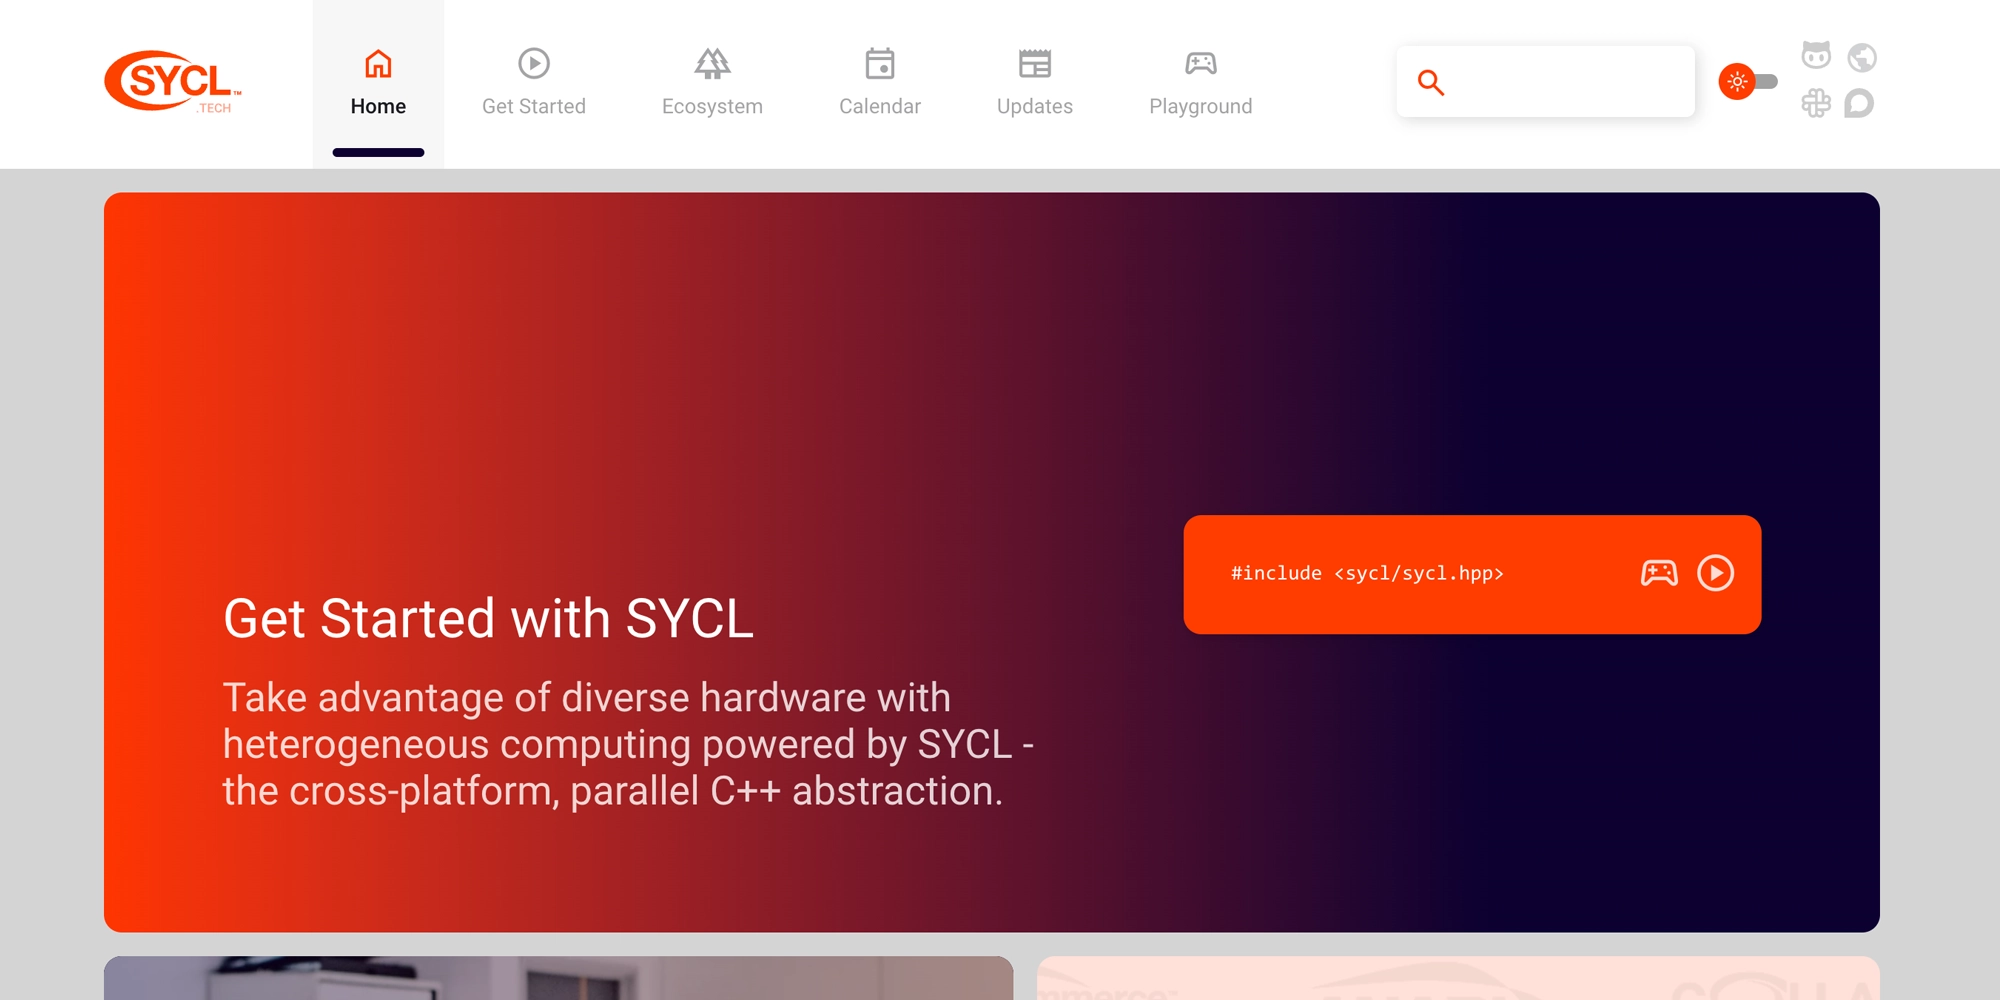 SYCL™
.TECH
Home
Get Started
Ecosystem
Calendar
Updates
Playground
Get Started with SYCL
Take advantage of diverse hardware with
heterogeneous computing powered by SYCL -
the cross-platform, parallel C++ abstraction.
#include <sycl/sycl.hpp>